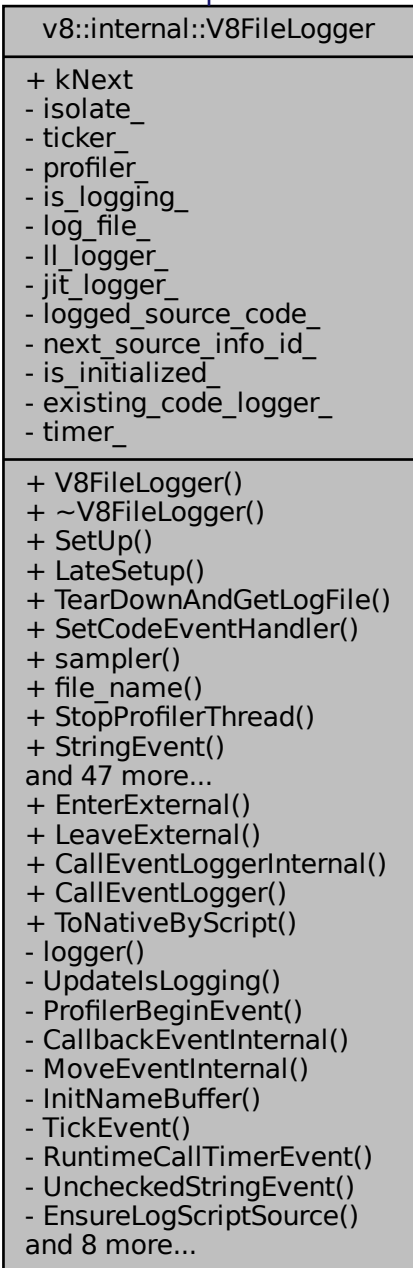 v8::internal::V8FileLogger
+ kNext
- isolate_
- ticker_
- profiler_
- is_logging_
- log_file_
- ll_logger_
- jit_logger_
- logged_source_code_
- next_source_info_id_
- is_initialized_
- existing_code_logger_
- timer_
+ V8FileLogger()
+ ~V8FileLogger()
+ SetUp()
+ LateSetup()
+ TearDownAndGetLogFile()
+ SetCodeEventHandler()
+ sampler()
+ file_name()
+ StopProfilerThread()
+ StringEvent()
and 47 more...
+ EnterExternal()
+ LeaveExternal()
+ CallEventLoggerInternal()
+ CallEventLogger()
+ ToNativeByScript()
- logger()
- UpdateIsLogging()
- ProfilerBeginEvent()
- CallbackEventInternal()
- MoveEventInternal()
- InitNameBuffer()
- TickEvent()
- RuntimeCallTimerEvent()
- UncheckedStringEvent()
- EnsureLogScriptSource()
and 8 more...